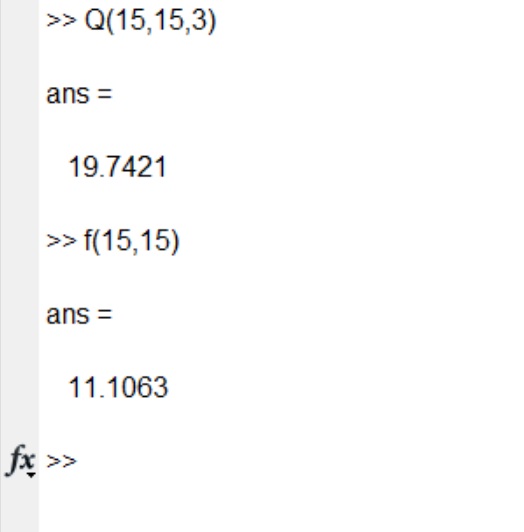 >> Q(15,15,3)
ans =
19.7421
>> f(15,15)
ans =
11.1063
fx >>